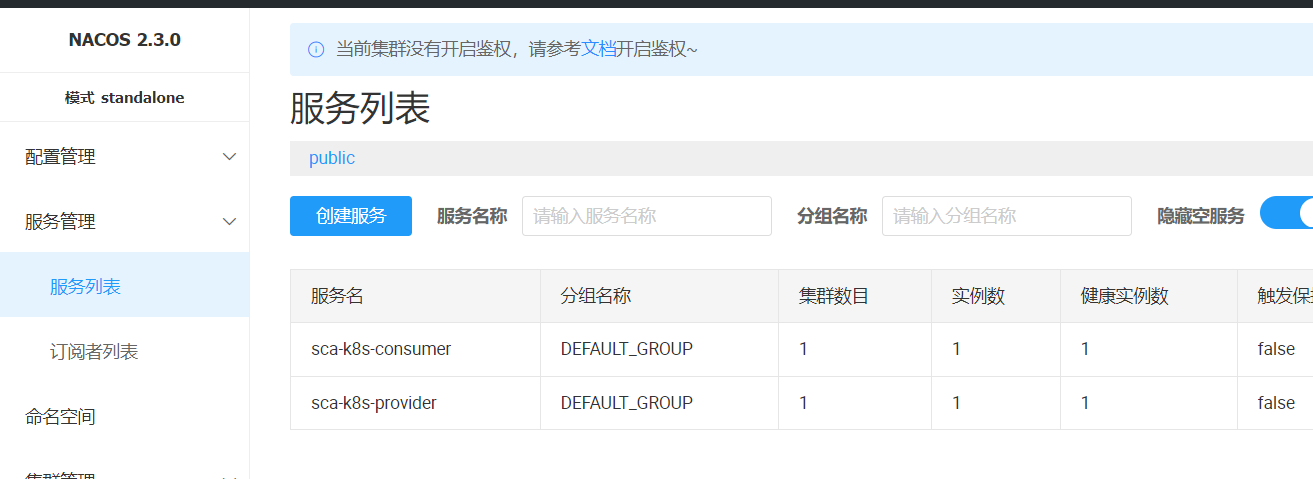 NACOS 2.3.0
模式 standalone
配置管理
服务管理
服务列表
订阅者列表
命名空间
集群管理
当前集群没有开启鉴权，请参考文档开启鉴权~
服务列表
public
创建服务 服务名称 请输入服务名称 分组名称 请输入分组名称 隐藏空服务
服务名 分组名称 集群数目 实例数 健康实例数 触发保
sca-k8s-consumer DEFAULT_GROUP 1 1 1 false
sca-k8s-provider DEFAULT_GROUP 1 1 1 false